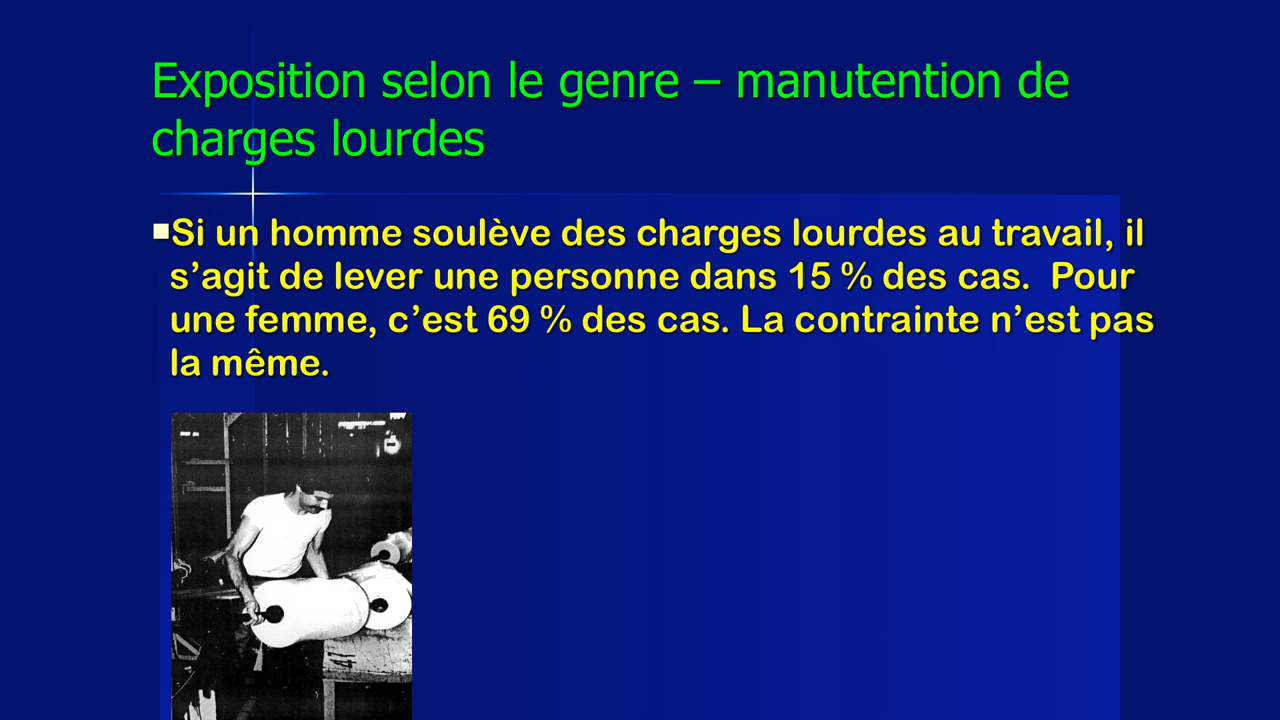 Exposition selon le genre – manutention de
charges lourdes
Si un homme soulève des charges lourdes au travail, il
s’agit de lever une personne dans 15 % des cas.  Pour
une femme, c’est 69 % des cas. La contrainte n’est pas
la même.
41